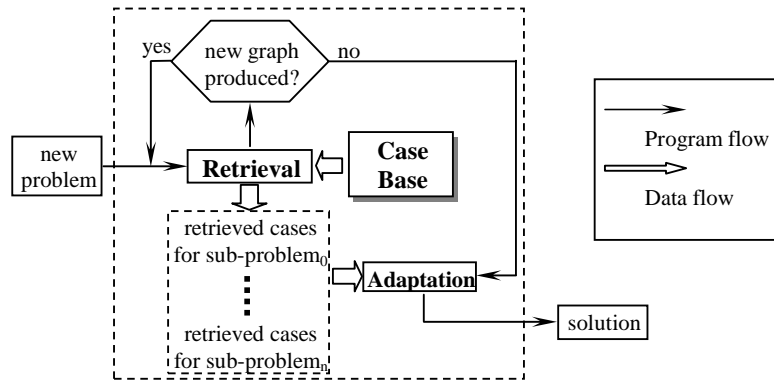 yes
new graph
produced?
no
new
problem
Retrieval
Case
Base
retrieved cases
for sub-problem₀
retrieved cases
for sub-problemₙ
Adaptation
solution
Program flow
Data flow